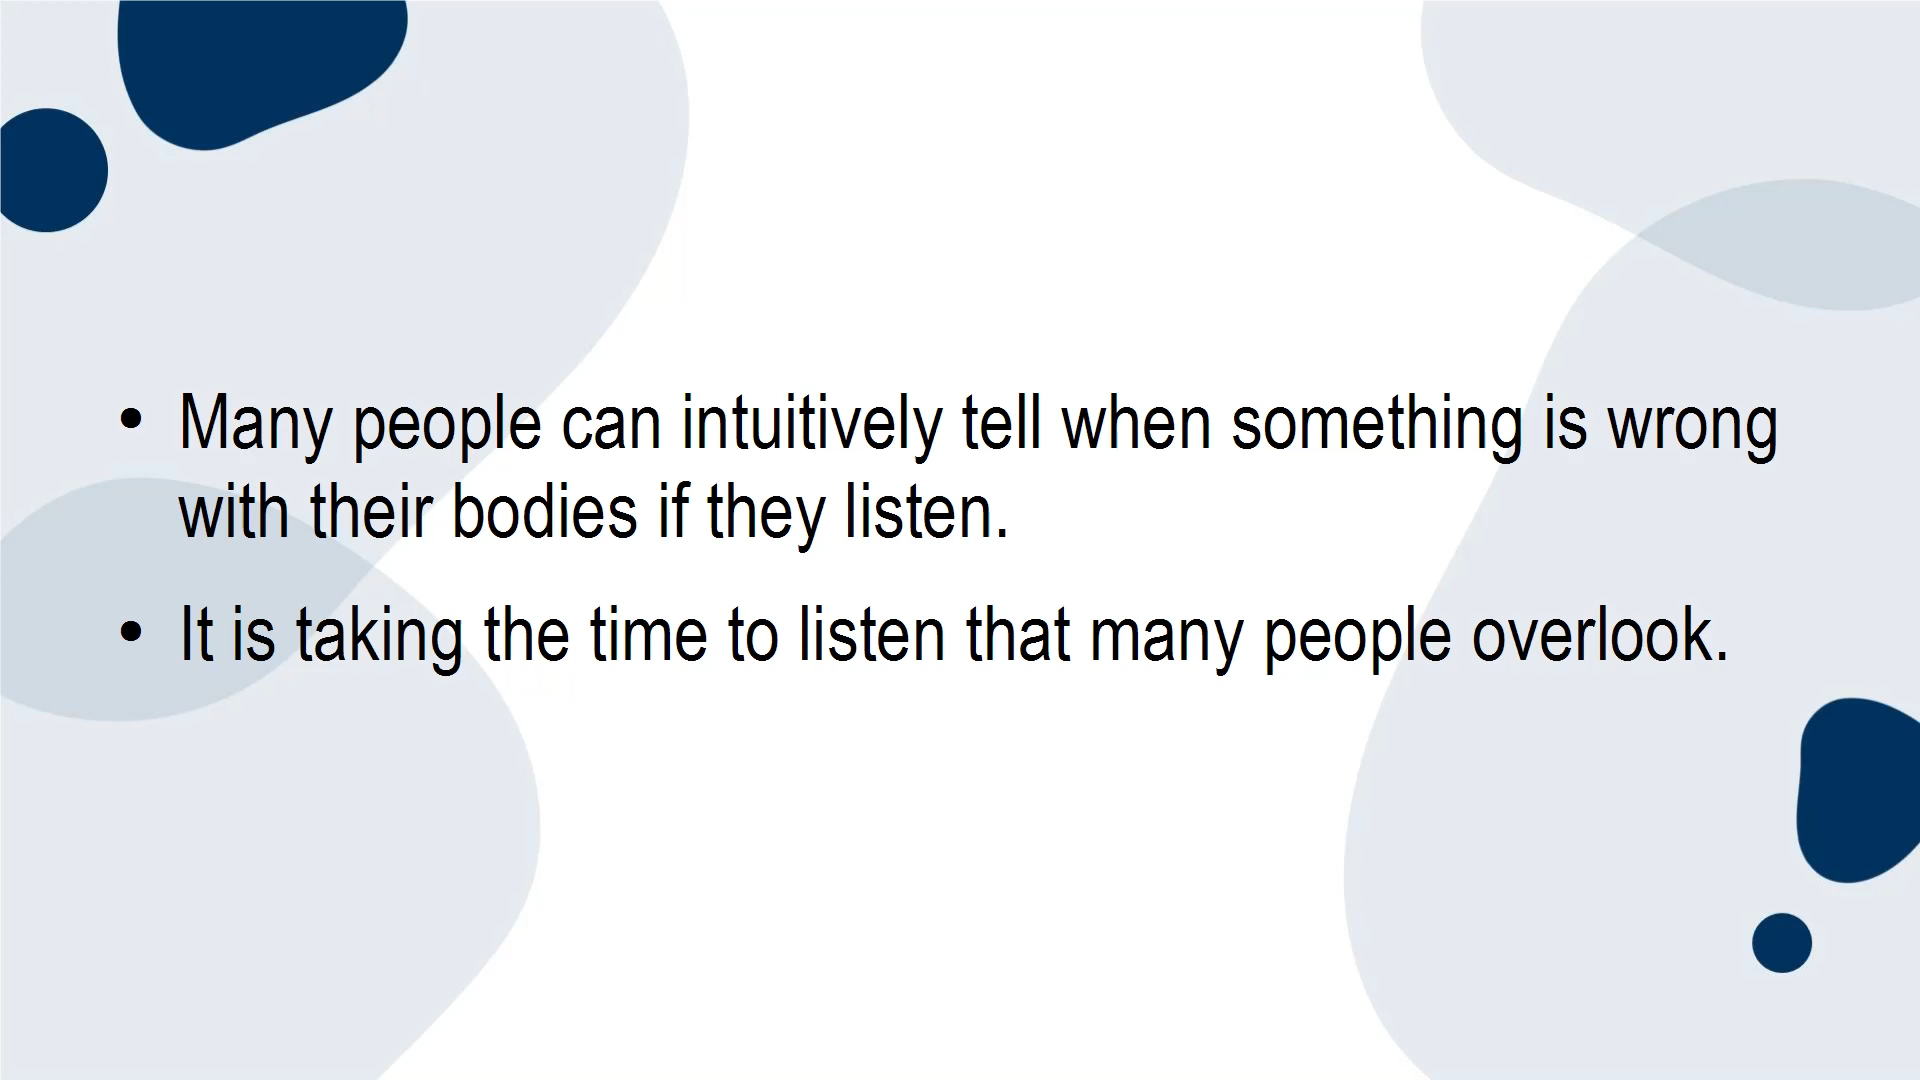 • Many people can intuitively tell when something is wrong
with their bodies if they listen.
• It is taking the time to listen that many people overlook.